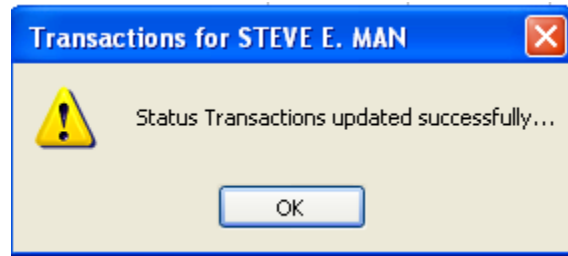 Transactions for STEVE E. MAN
Status Transactions updated successfully...
OK